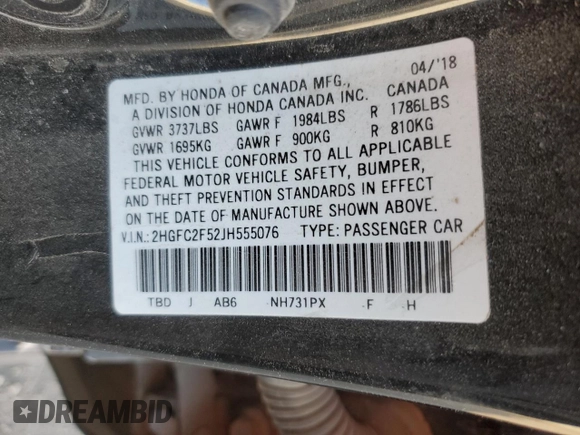 MFD. BY HONDA OF CANADA MFG., 04/'18
A DIVISION OF HONDA CANADA INC. CANADA
GVWR 3737LBS GAWR F 1984LBS R 1786LBS
GVWR 1695KG GAWR F 900KG R 810KG
THIS VEHICLE CONFORMS TO ALL APPLICABLE
FEDERAL MOTOR VEHICLE SAFETY, BUMPER,
AND THEFT PREVENTION STANDARDS IN EFFECT
ON THE DATE OF MANUFACTURE SHOWN ABOVE.
V.I.N.:2HGFC2F52JH555076 TYPE:PASSENGER CAR
TBD J AB6 NH731PX F H
DREAMBID